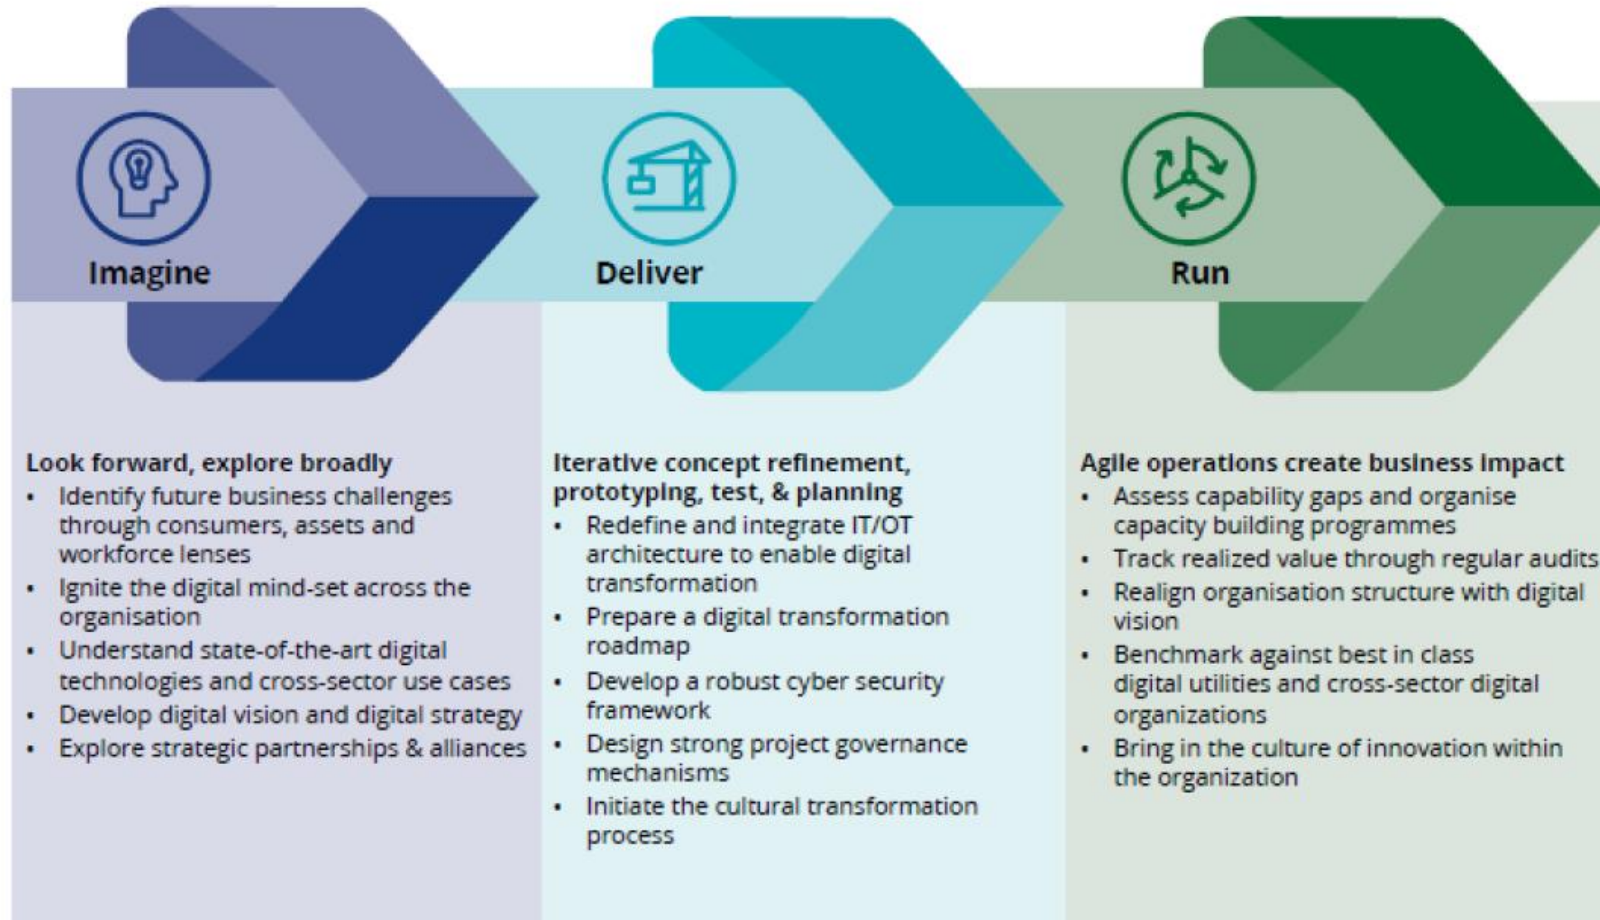 Imagine
Deliver
Run
Look forward, explore broadly
• Identify future business challenges
through consumers, assets and
workforce lenses
• Ignite the digital mind-set across the
organisation
• Understand state-of-the-art digital
technologies and cross-sector use cases
• Develop digital vision and digital strategy
• Explore strategic partnerships & alliances
Iterative concept refinement,
prototyping, test, & planning
• Redefine and integrate IT/OT
architecture to enable digital
transformation
• Prepare a digital transformation
roadmap
• Develop a robust cyber security
framework
• Design strong project governance
mechanisms
• Initiate the cultural transformation
process
Agile operations create business impact
• Assess capability gaps and organise
capacity building programmes
• Track realized value through regular audits
• Realign organisation structure with digital
vision
• Benchmark against best in class
digital utilities and cross-sector digital
organizations
• Bring in the culture of innovation within
the organization